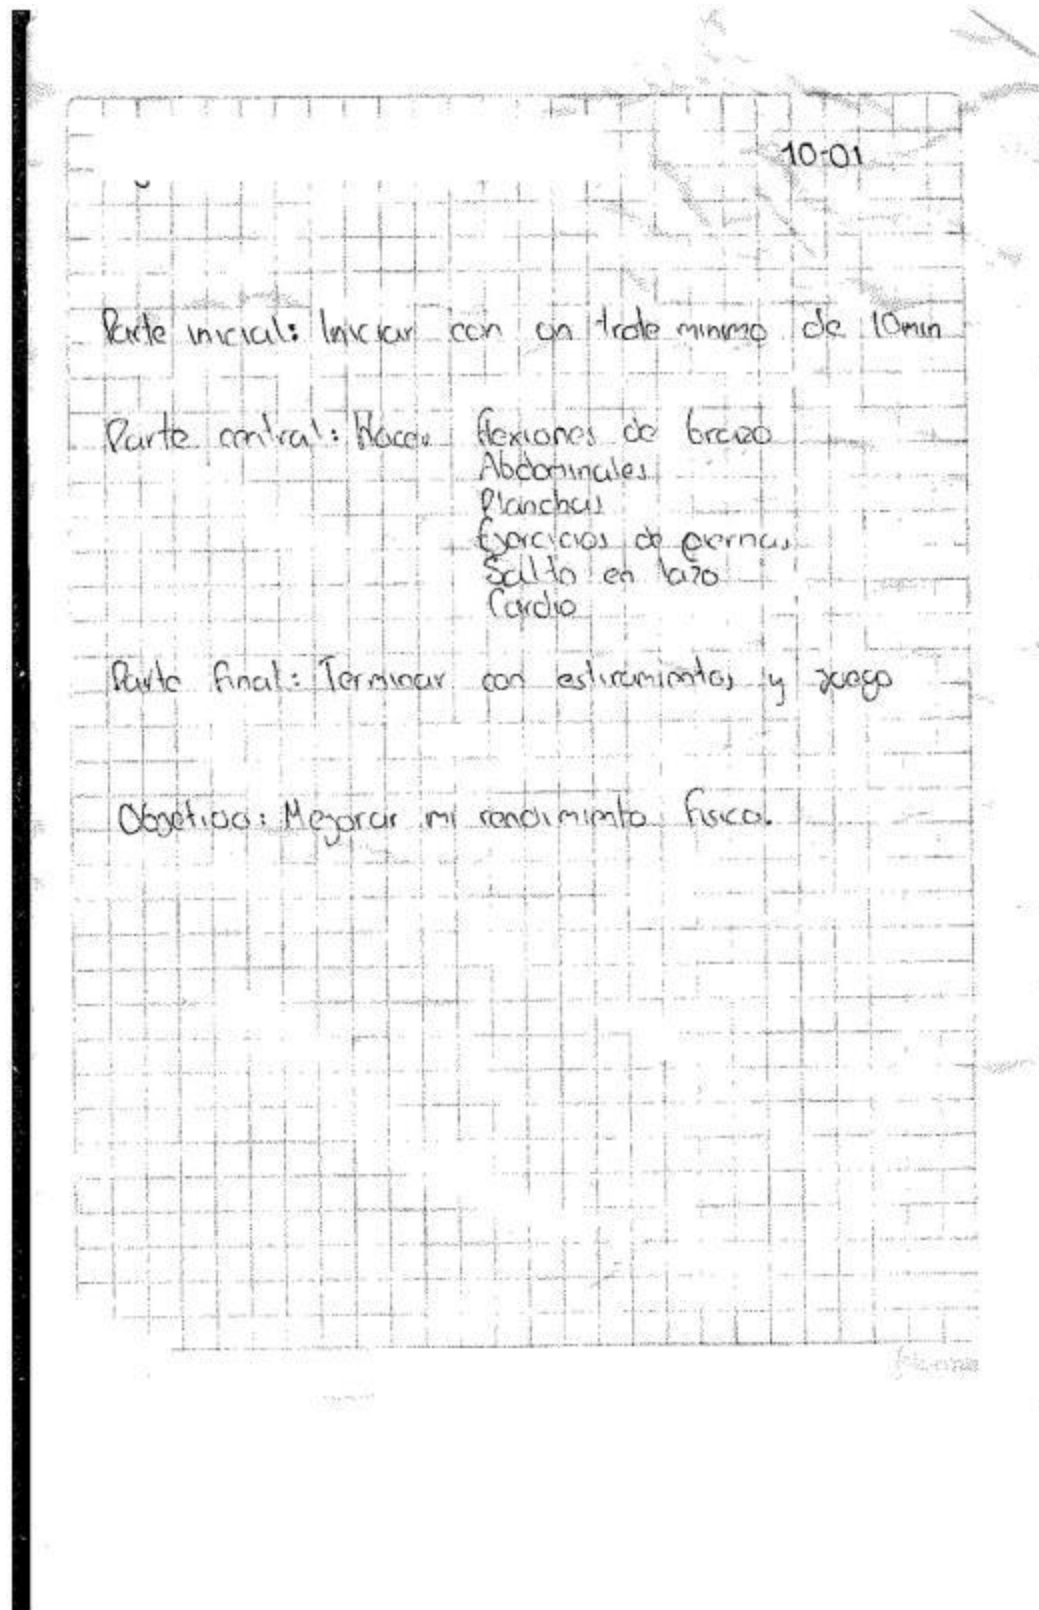 10-01
Parte inicial: Iniciar con un trote minimo de 10min
Parte central: Hacer flexiones de brazo
Abdominales
Planchas
Ejercicios de piernas
Salto en lazo
Cardio
Parte final: Terminar con estiramientos y juego
Objetivo: Mejorar mi rendimiento fisico.